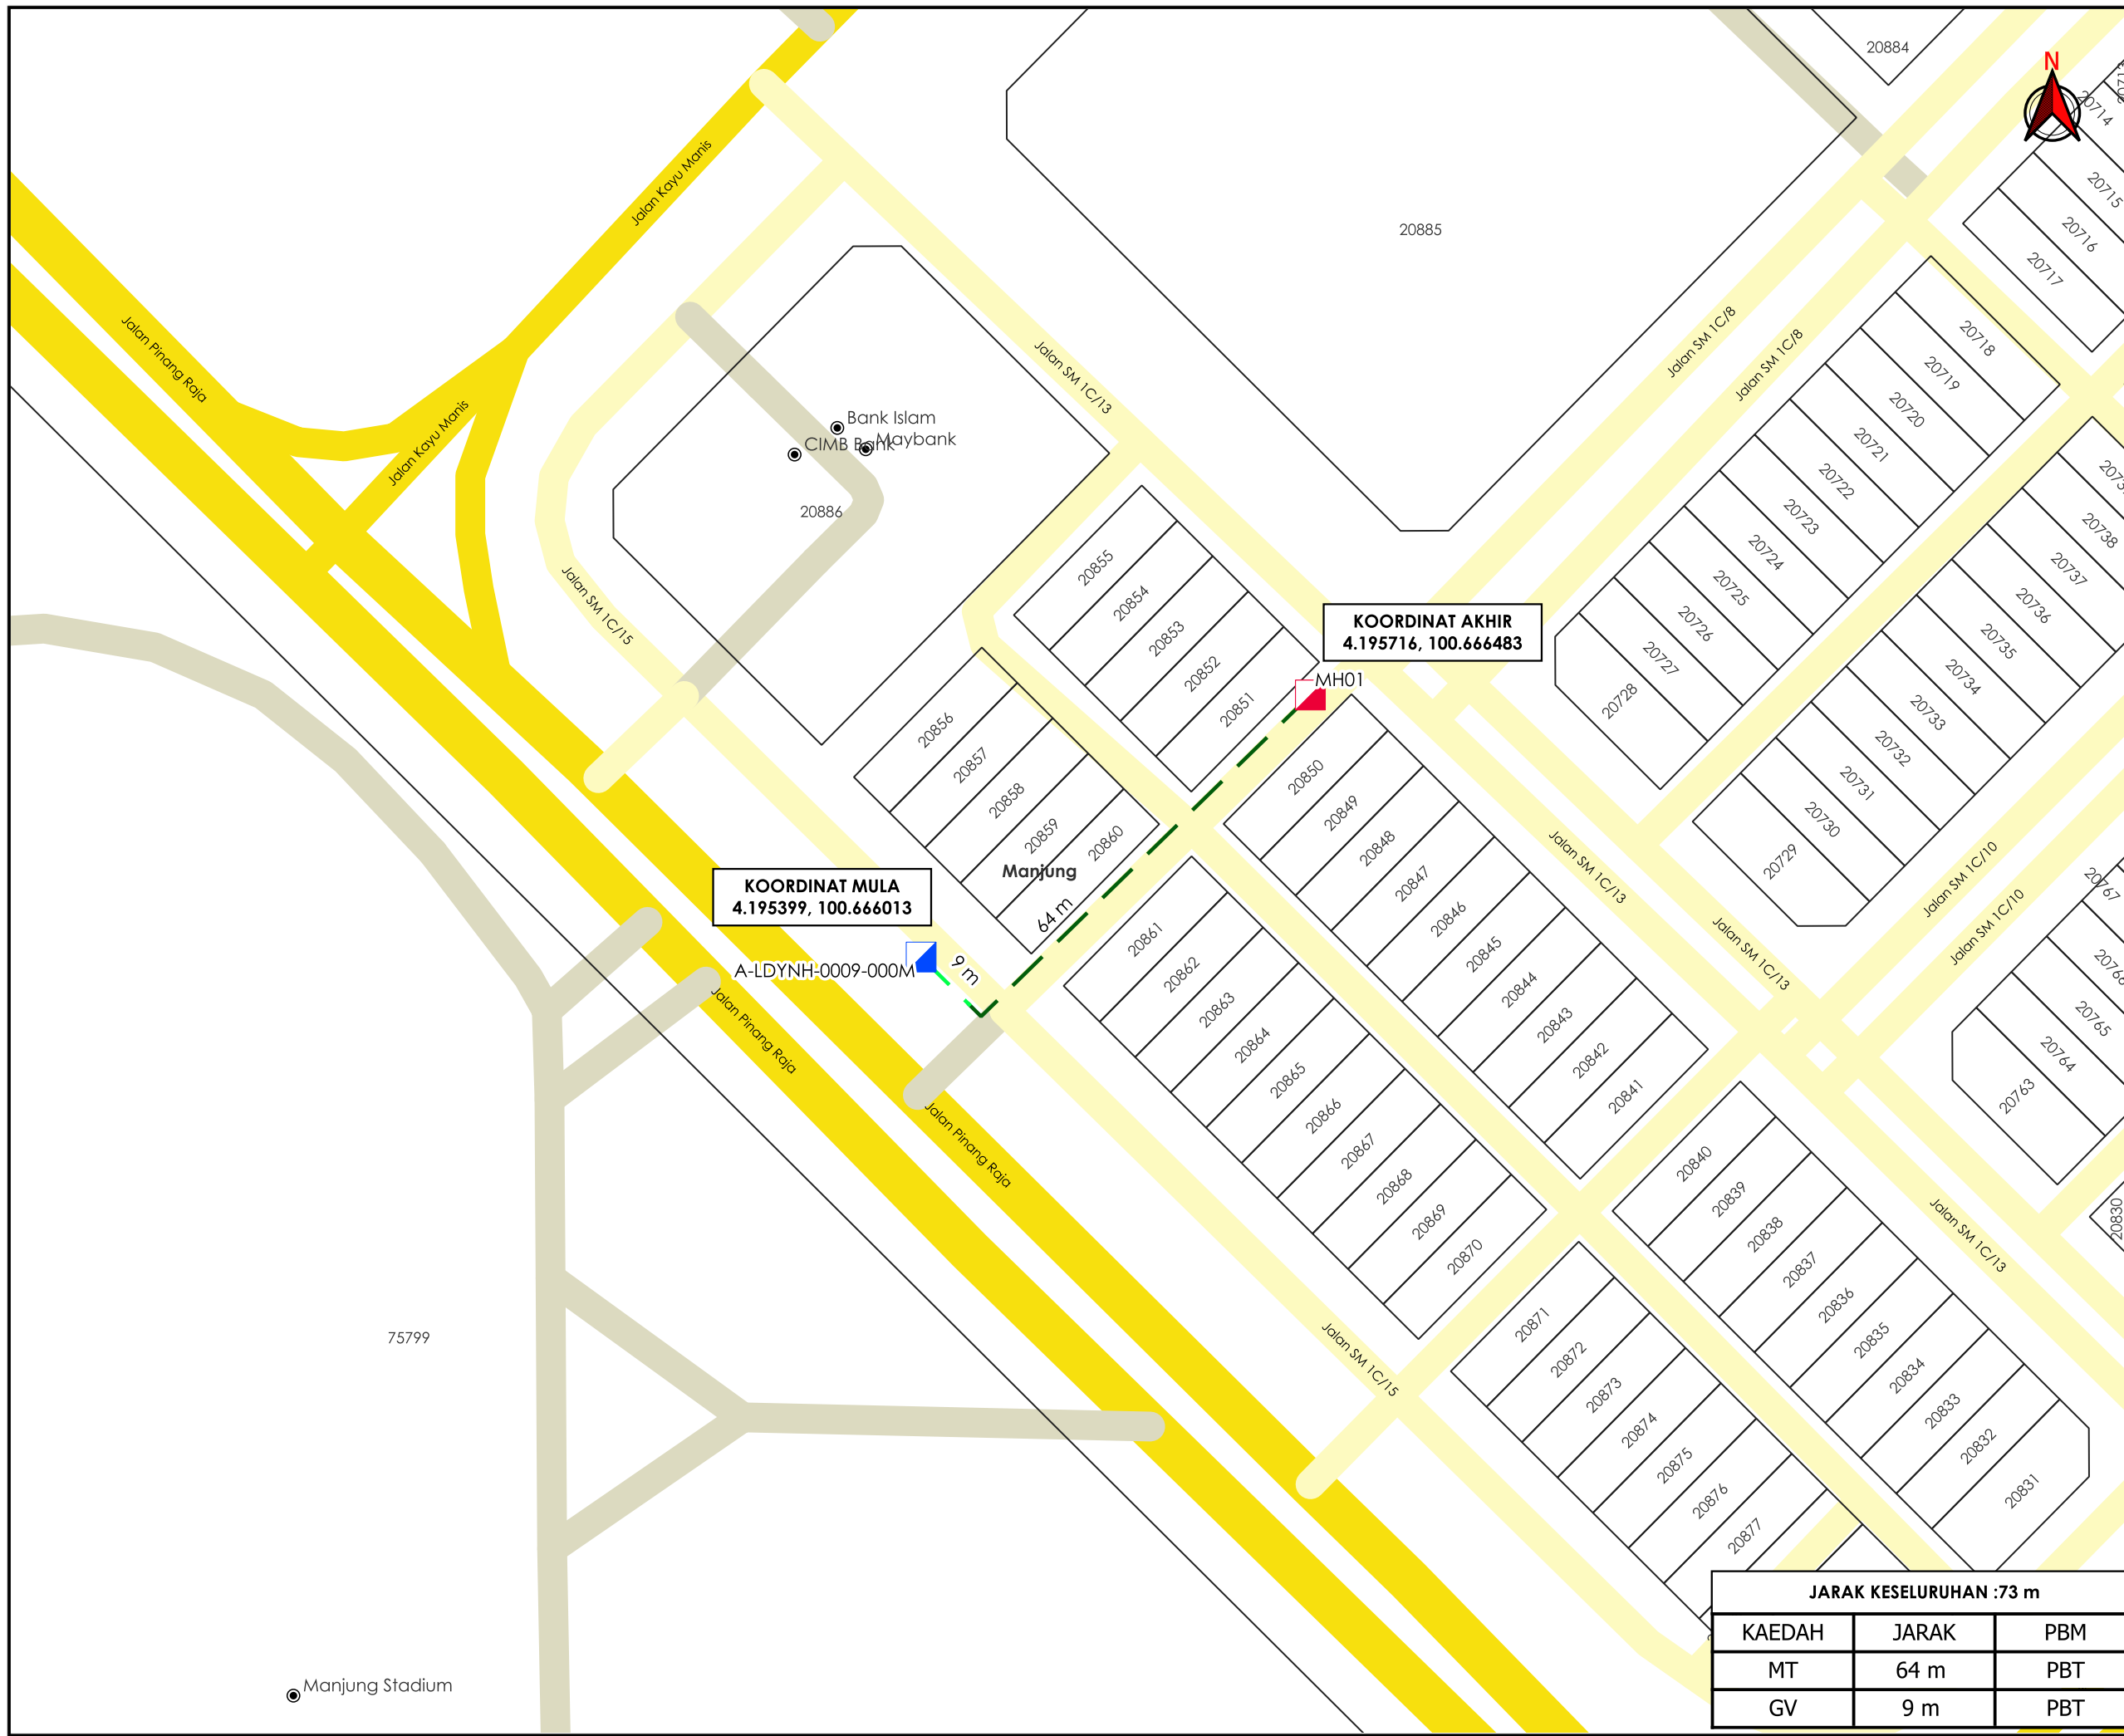 20884
N
20714
20715
20716
20717
Jalan Kayu Manis
20885
Jalan Pinang Raja
Jalan SM 1C/13
Jalan SM 1C/8
Jalan SM 1C/8
20718
20719
20720
20721
20722
20723
20724
20725
20726
20727
20728
Jalan Kayu Manis
Bank Islam
CIMB Bank
Maybank
20886
20738
20737
20736
20735
20734
20733
20732
20731
20730
20729
Jalan SM 1C/15
20855
20854
20853
20852
20851
KOORDINAT AKHIR
4.195716, 100.666483
MH01
20856
20857
20858
20859
20860
Manjung
20850
20849
20848
20847
20846
20845
20844
20843
20842
20841
Jalan SM 1C/13
Jalan SM 1C/13
Jalan SM 1C/10
Jalan SM 1C/10
20767
20765
20764
20763
KOORDINAT MULA
4.195399, 100.666013
A-LDYNH-0009-000M
9 m
64 m
20861
20862
20863
20864
20865
20866
20867
20868
20869
20870
Jalan Pinang Raja
Jalan Pinang Raja
20840
20839
20838
20837
20836
20835
20834
20833
20832
20831
20830
Jalan SM 1C/13
Jalan SM 1C/15
20871
20872
20873
20874
20875
20876
20877
75799
Manjung Stadium
JARAK KESELURUHAN :73 m
KAEDAH JARAK PBM
MT 64 m PBT
GV 9 m PBT